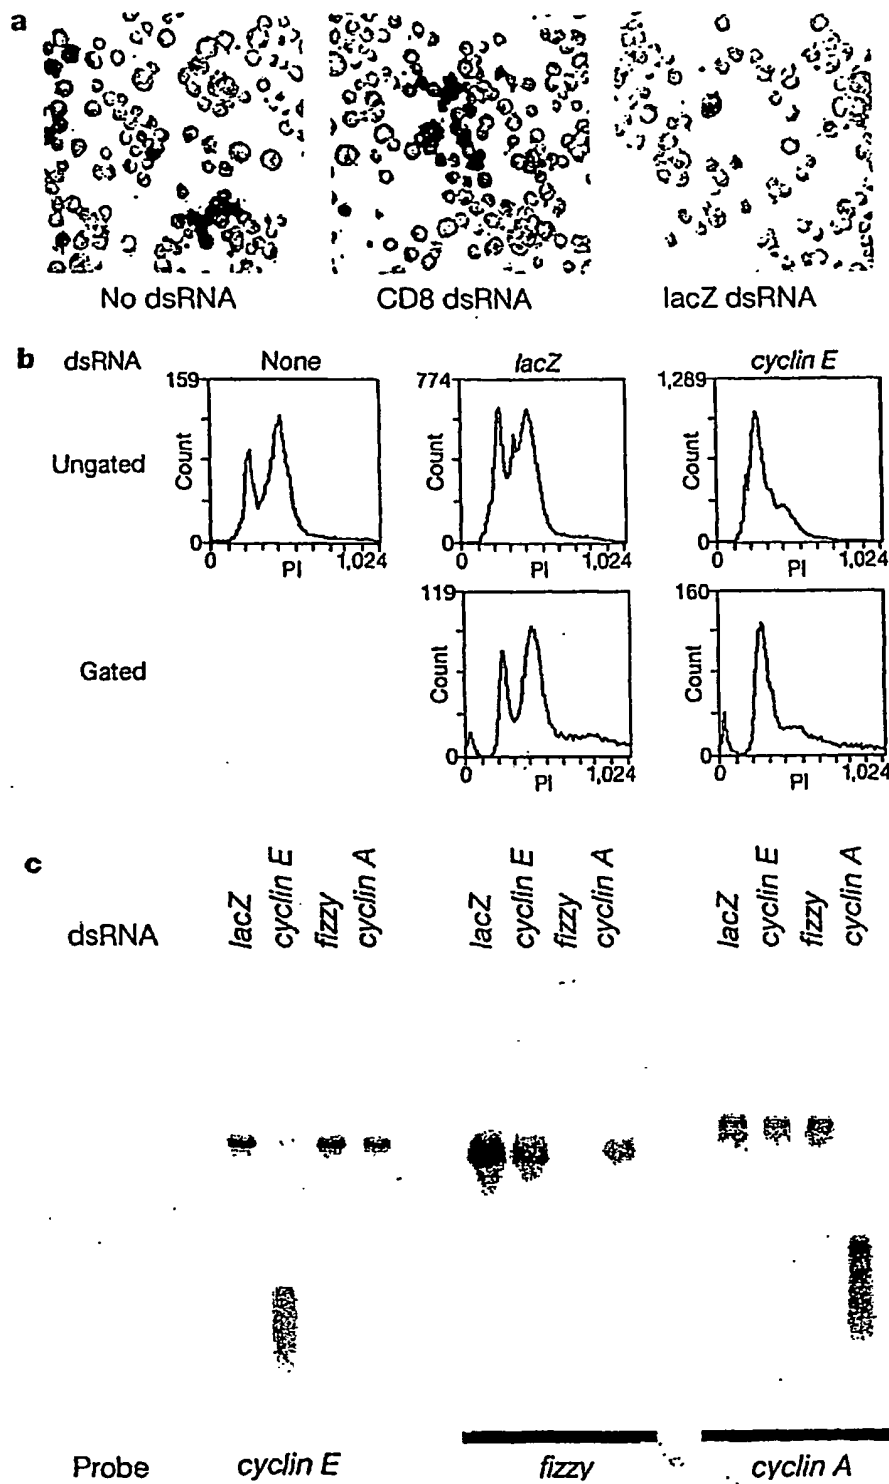 a
No dsRNA CD8 dsRNA lacZ dsRNA
b dsRNA None lacZ cyclin E
159 774 1,289
Ungated Count Count Count
0 0 0
0 1,024 0 1,024 0 1,024
PI PI PI
119 160
Gated Count Count
0 0
0 1,024 0 1,024
PI PI
c
dsRNA lacZ cyclin E fizzy cyclin A lacZ cyclin E fizzy cyclin A lacZ cyclin E fizzy cyclin A
Probe cyclin E fizzy cyclin A